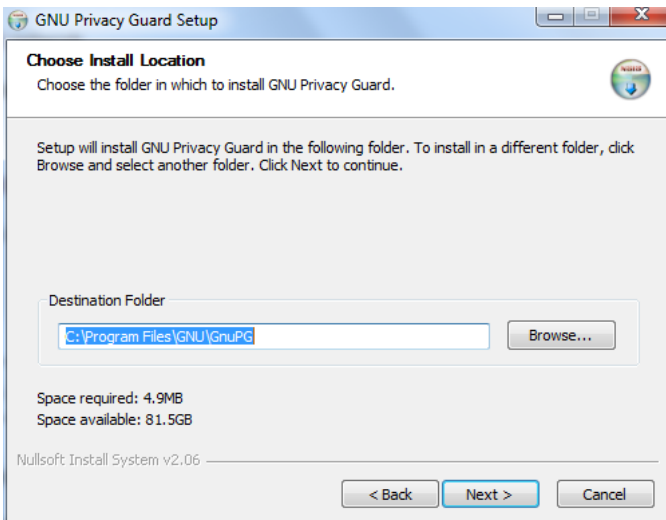 GNU Privacy Guard Setup
Choose Install Location
Choose the folder in which to install GNU Privacy Guard.
Setup will install GNU Privacy Guard in the following folder. To install in a different folder, click
Browse and select another folder. Click Next to continue.
Destination Folder
C:\Program Files\GNU\GnuPG
Browse...
Space required: 4.9MB
Space available: 81.5GB
Nullsoft Install System v2.06
< Back
Next >
Cancel